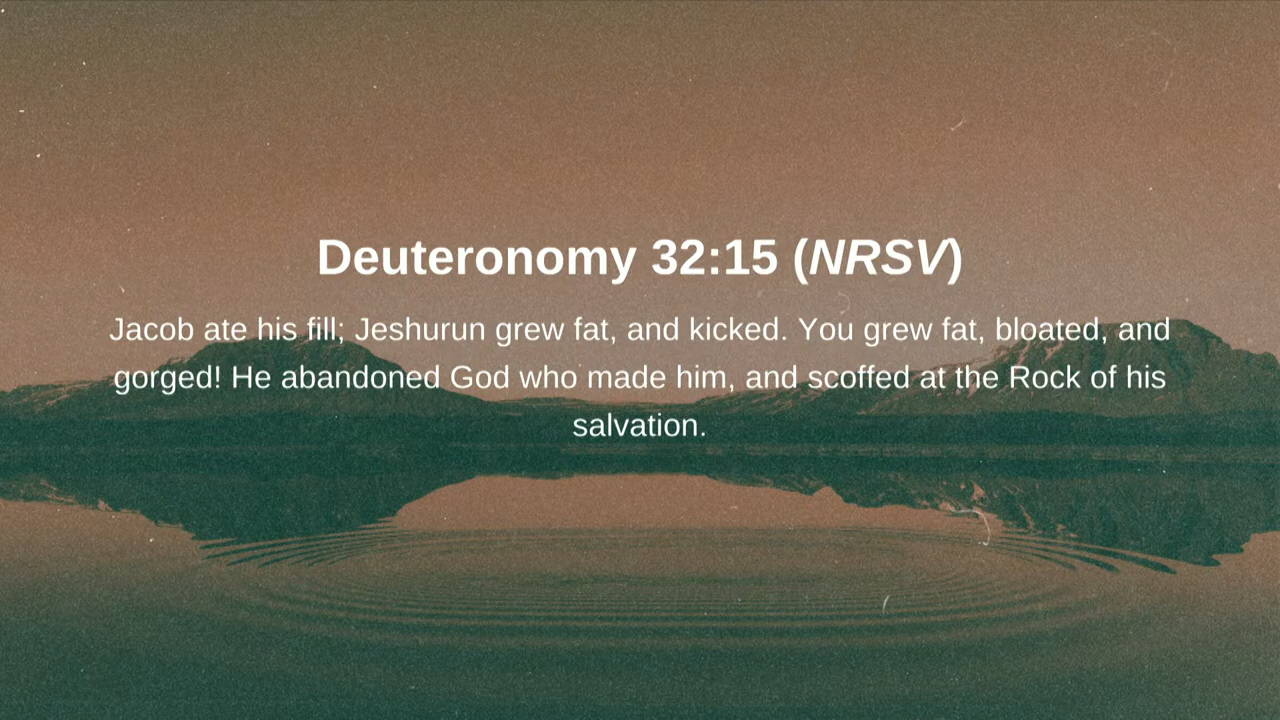 Deuteronomy 32:15 (NRSV)
Jacob ate his fill; Jeshurun grew fat, and kicked. You grew fat, bloated, and
gorged! He abandoned God who made him, and scoffed at the Rock of his
salvation.